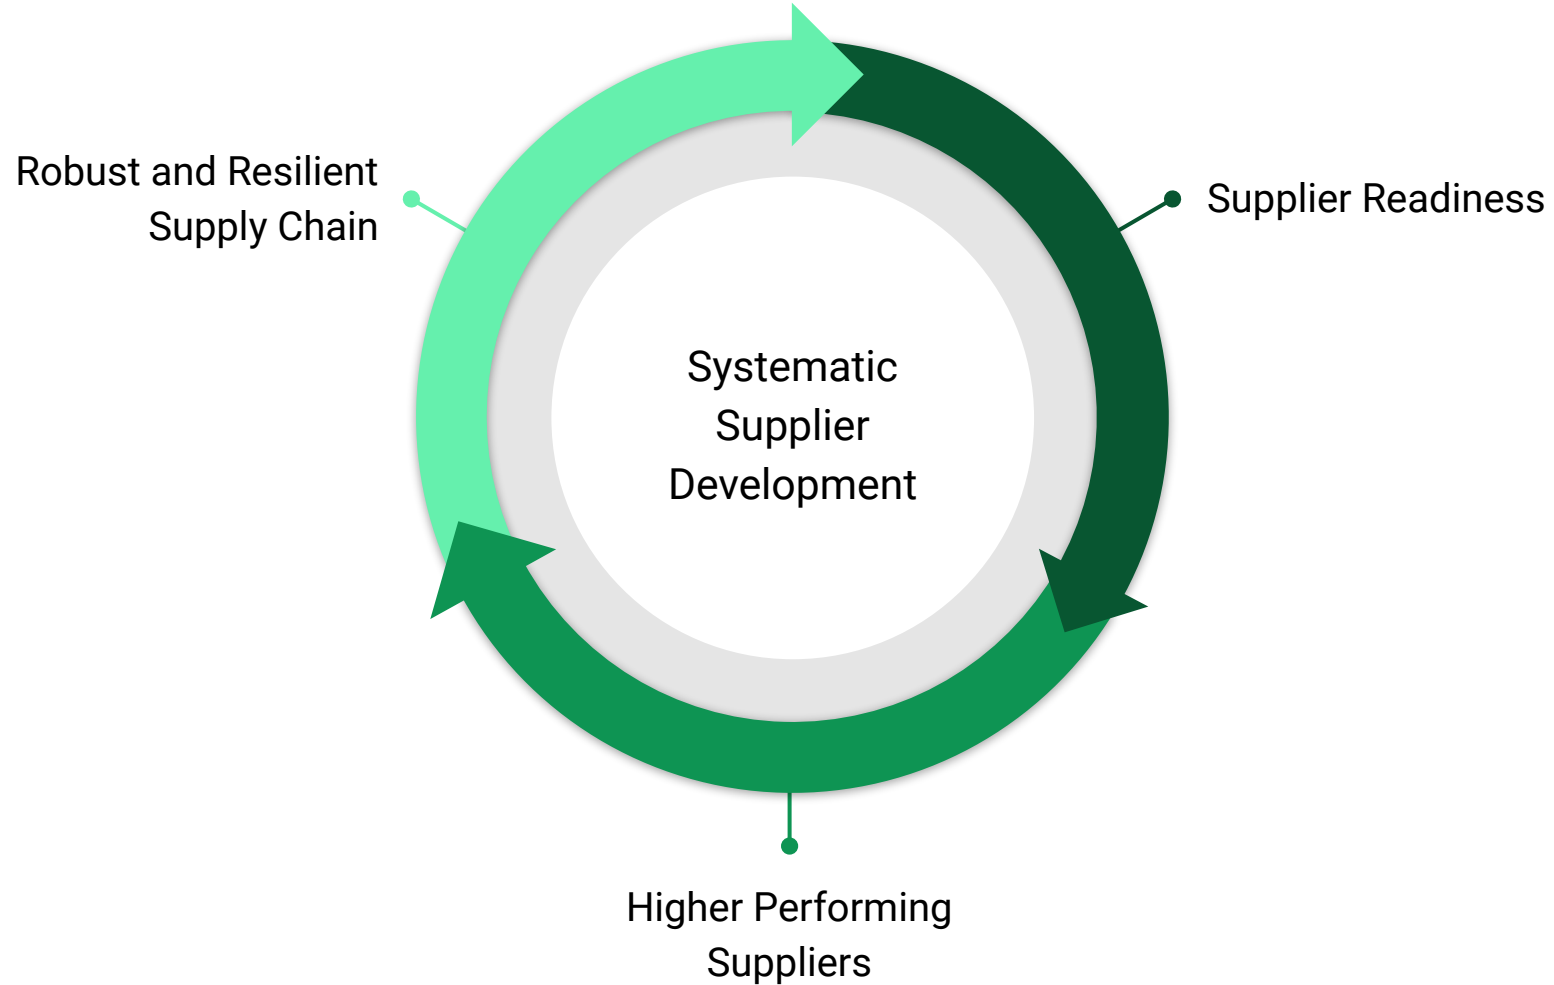 Robust and Resilient
Supply Chain
Supplier Readiness
Systematic
Supplier
Development
Higher Performing
Suppliers